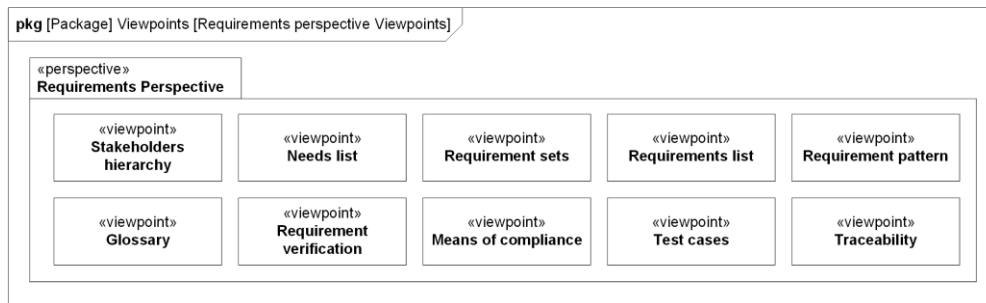 pkg [Package] Viewpoints [Requirements perspective Viewpoints]
«perspective»
Requirements Perspective
«viewpoint»
Stakeholders
hierarchy
«viewpoint»
Needs list
«viewpoint»
Requirement sets
«viewpoint»
Requirements list
«viewpoint»
Requirement pattern
«viewpoint»
Glossary
«viewpoint»
Requirement
verification
«viewpoint»
Means of compliance
«viewpoint»
Test cases
«viewpoint»
Traceability